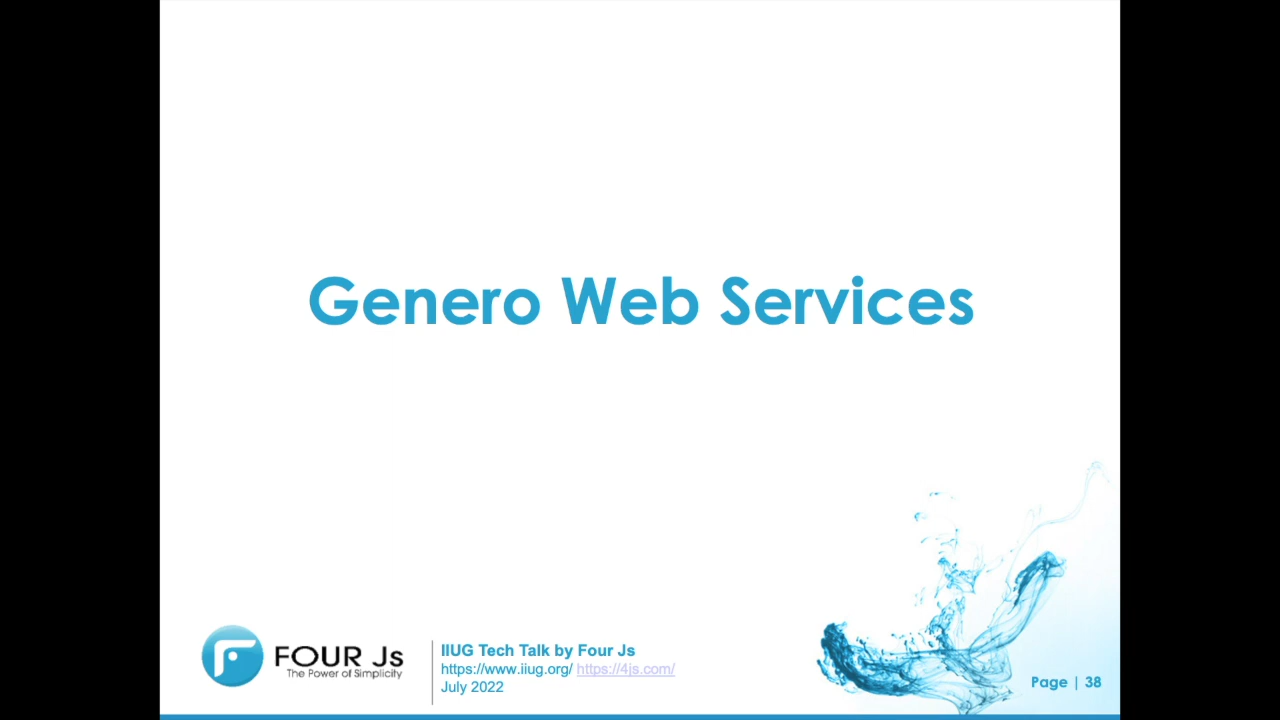 Genero Web Services
FOUR Js
The Power of Simplicity
IIUG Tech Talk by Four Js
https://www.iiug.org/ https://4js.com/
July 2022
Page | 38